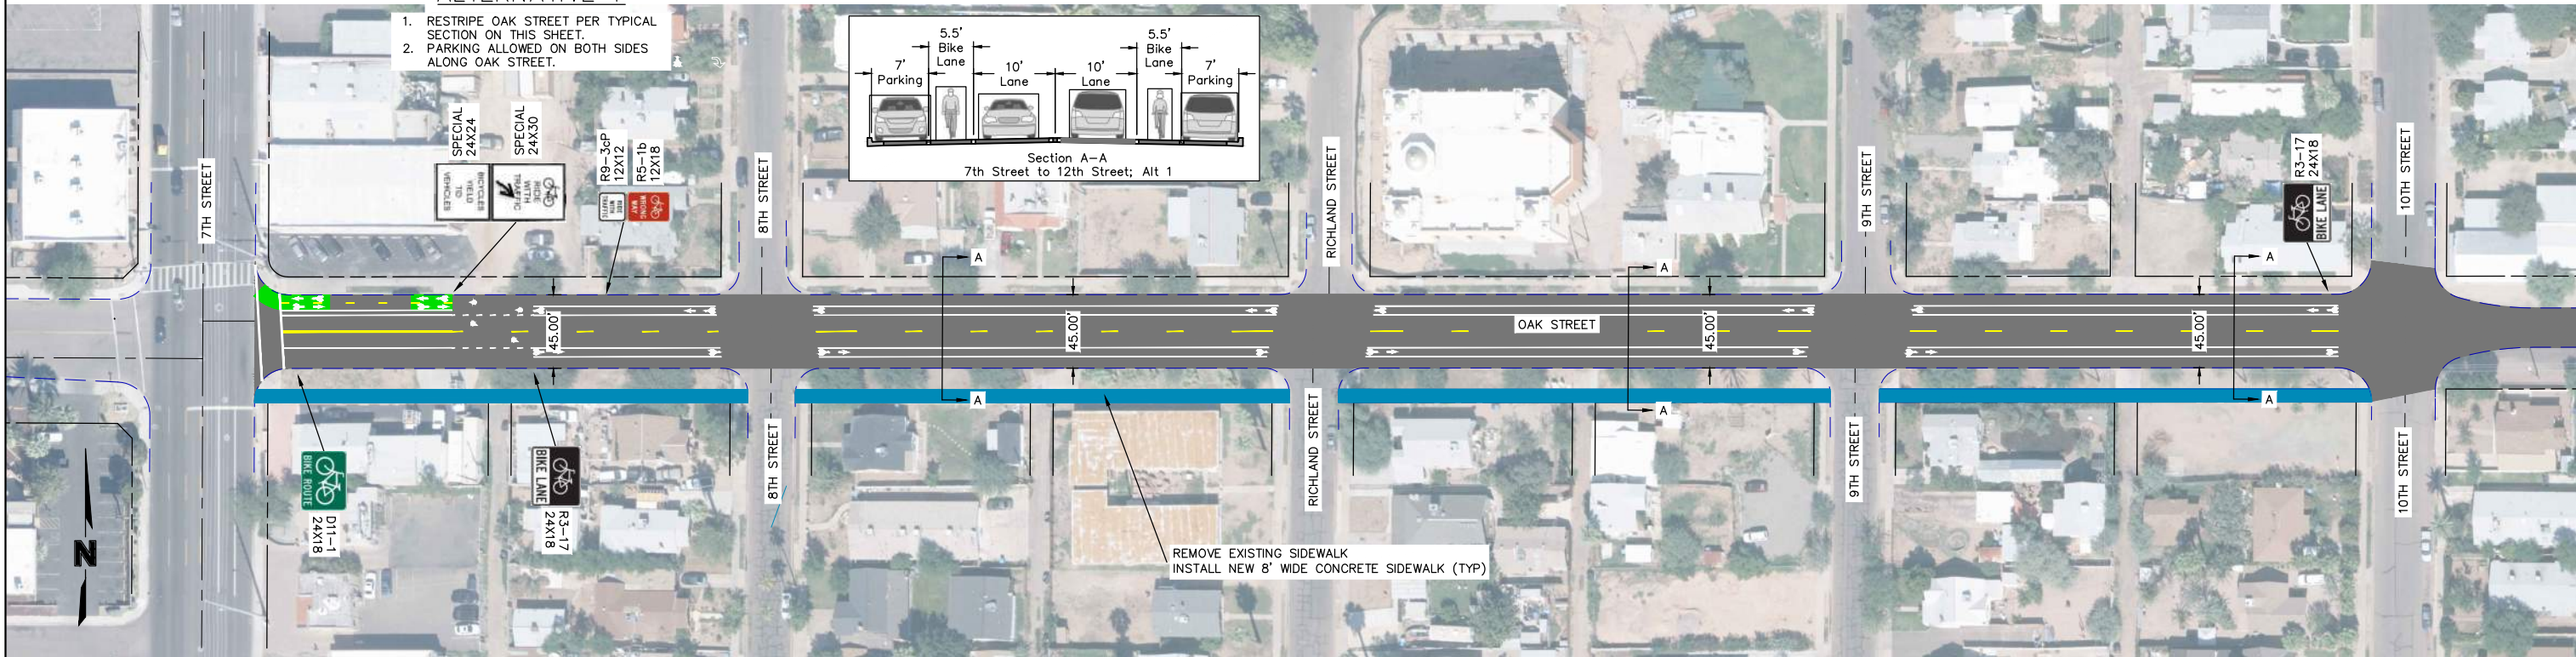 1. RESTRIPE OAK STREET PER TYPICAL
SECTION ON THIS SHEET.
2. PARKING ALLOWED ON BOTH SIDES
ALONG OAK STREET.
7TH STREET
SPECIAL
24X24
SPECIAL
24X30
BICYCLES
YIELD
TO
VEHICLES
RIDE
WITH
TRAFFIC
R9-3cP
12X12
R5-1b
12X18
RIDE
WITH
TRAFFIC
WRONG
WAY
8TH STREET
5.5'
Bike
Lane
5.5'
Bike
Lane
7'
Parking
10'
Lane
10'
Lane
7'
Parking
Section A-A
7th Street to 12th Street; Alt 1
RICHLAND STREET
9TH STREET
R3-17
24X18
BIKE LANE
10TH STREET
A
A
A
45.00'
45.00'
OAK STREET
45.00'
45.00'
A
A
A
BIKE ROUTE
D11-1
24X18
BIKE LANE
R3-17
24X18
8TH STREET
RICHLAND STREET
9TH STREET
10TH STREET
N
REMOVE EXISTING SIDEWALK
INSTALL NEW 8' WIDE CONCRETE SIDEWALK (TYP)